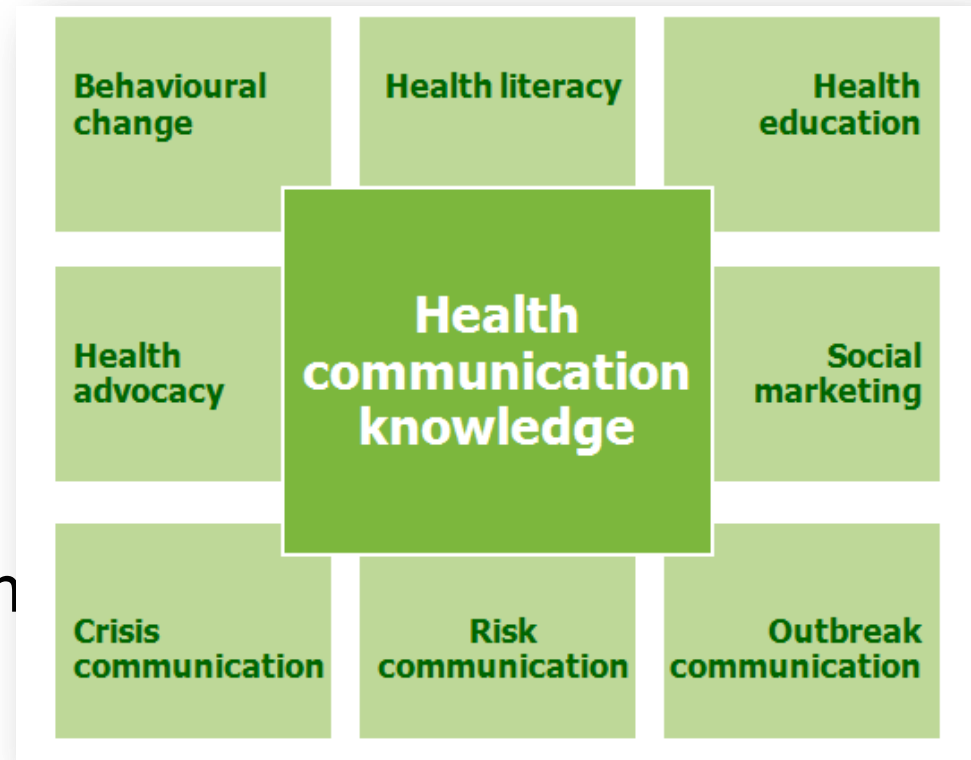 Behavioural
change
Health literacy
Health
education
Health
advocacy
Health
communication
knowledge
Social
marketing
Crisis
communication
Risk
communication
Outbreak
communication